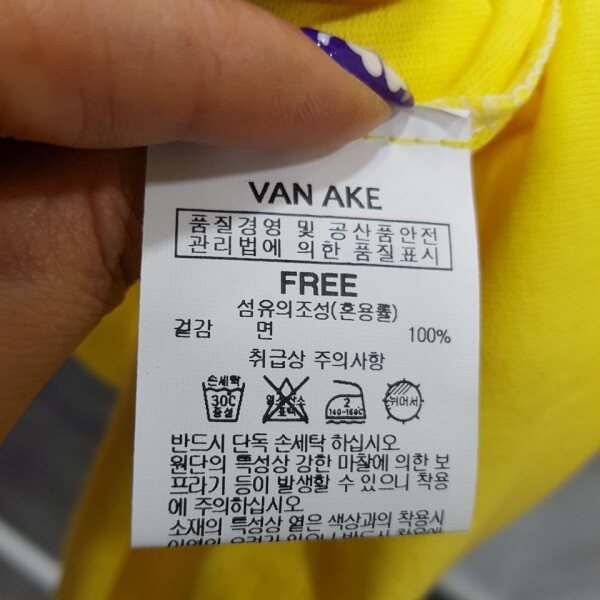 VAN AKE
품질경영 및 공산품안전
관리법에 의한 품질표시
FREE
섬유의조성(혼용률)
겉감 면 100%
취급상 주의사항
손세탁
30C
중성
2
140-160℃
뉘어서
반드시 단독 손세탁 하십시오
원단의 특성상 강한 마찰에 의한 보
프라기 등이 발생할 수 있으니 착용
에 주의하십시오
소재의 특성상 옅은 색상과의 착용시